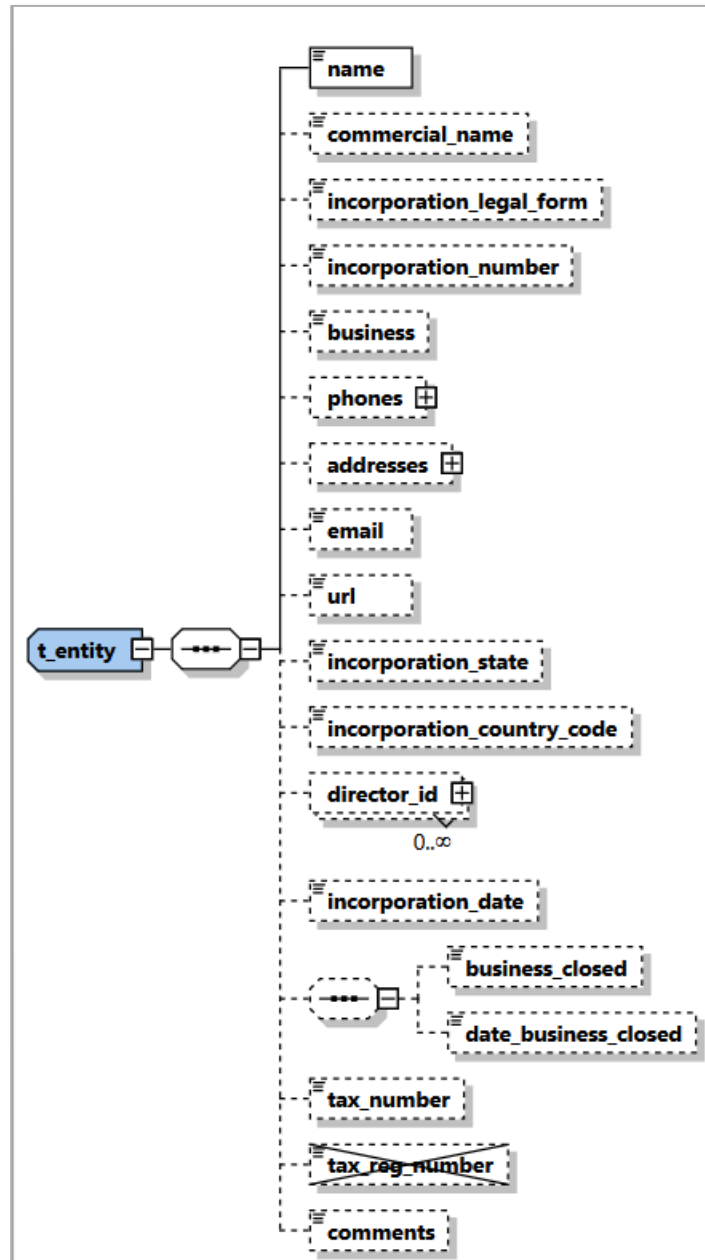 name
commercial_name
incorporation_legal_form
incorporation_number
business
phones
addresses
email
url
t_entity
incorporation_state
incorporation_country_code
director_id
0..∞
incorporation_date
business_closed
date_business_closed
tax_number
tax_reg_number
comments